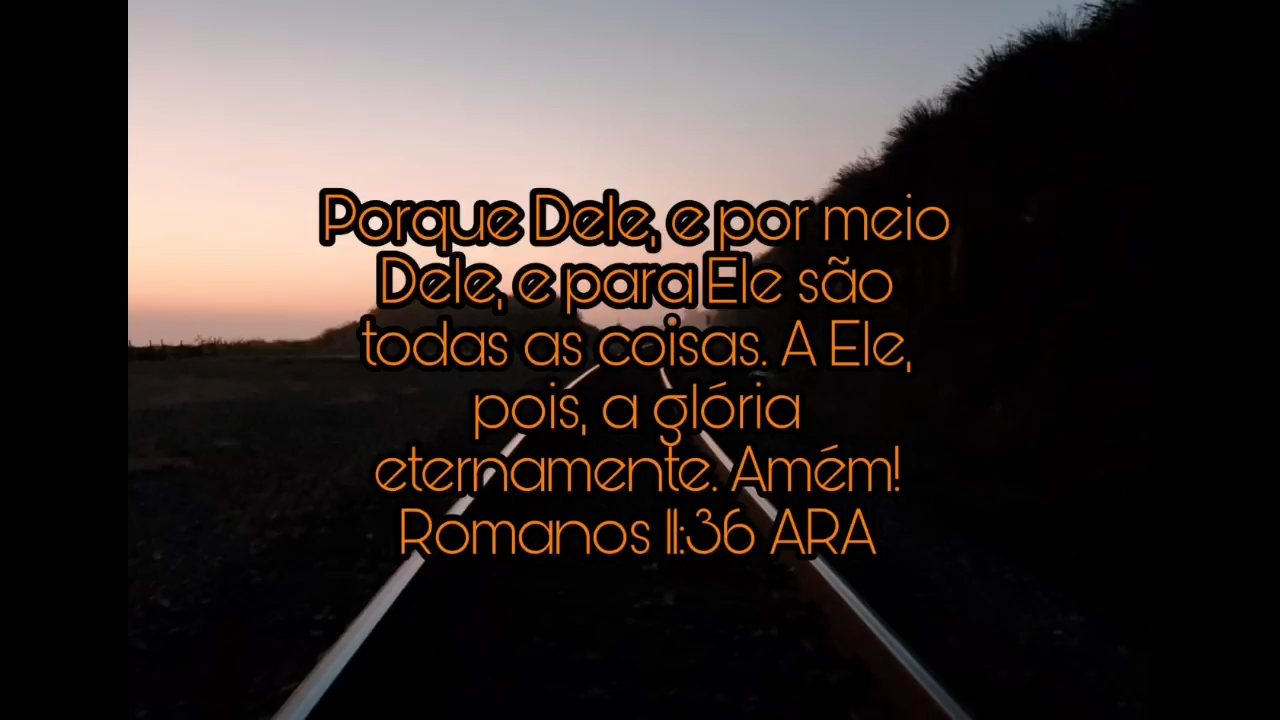 Porque Dele, e por meio
Dele, e para Ele são
todas as coisas. A Ele,
pois, a glória
eternamente. Amém!
Romanos 11:36 ARA